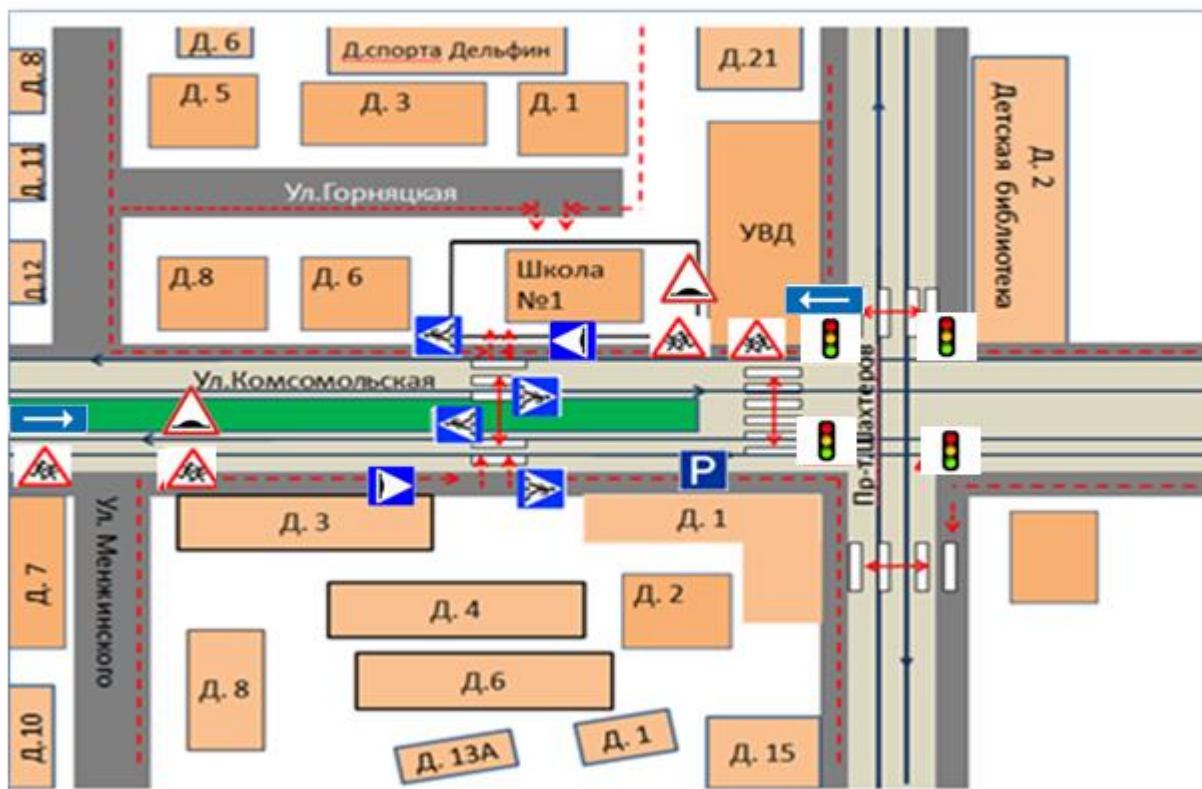 Д. 6
Д.спорта Дельфин
Д.21
Д. 8
Д. 5
Д. 3
Д. 1
Д. 2
Детская библиотека
Д. 11
Ул.Горняцкая
УВД
Д.12
Д.8
Д. 6
Школа
№1
Ул.Комсомольская
Пр-т.Шахтеров
P
Ул. Менжинского
Д. 3
Д. 1
Д. 7
Д. 4
Д. 2
Д. 8
Д.6
Д. 10
Д. 13А
Д. 1
Д. 15